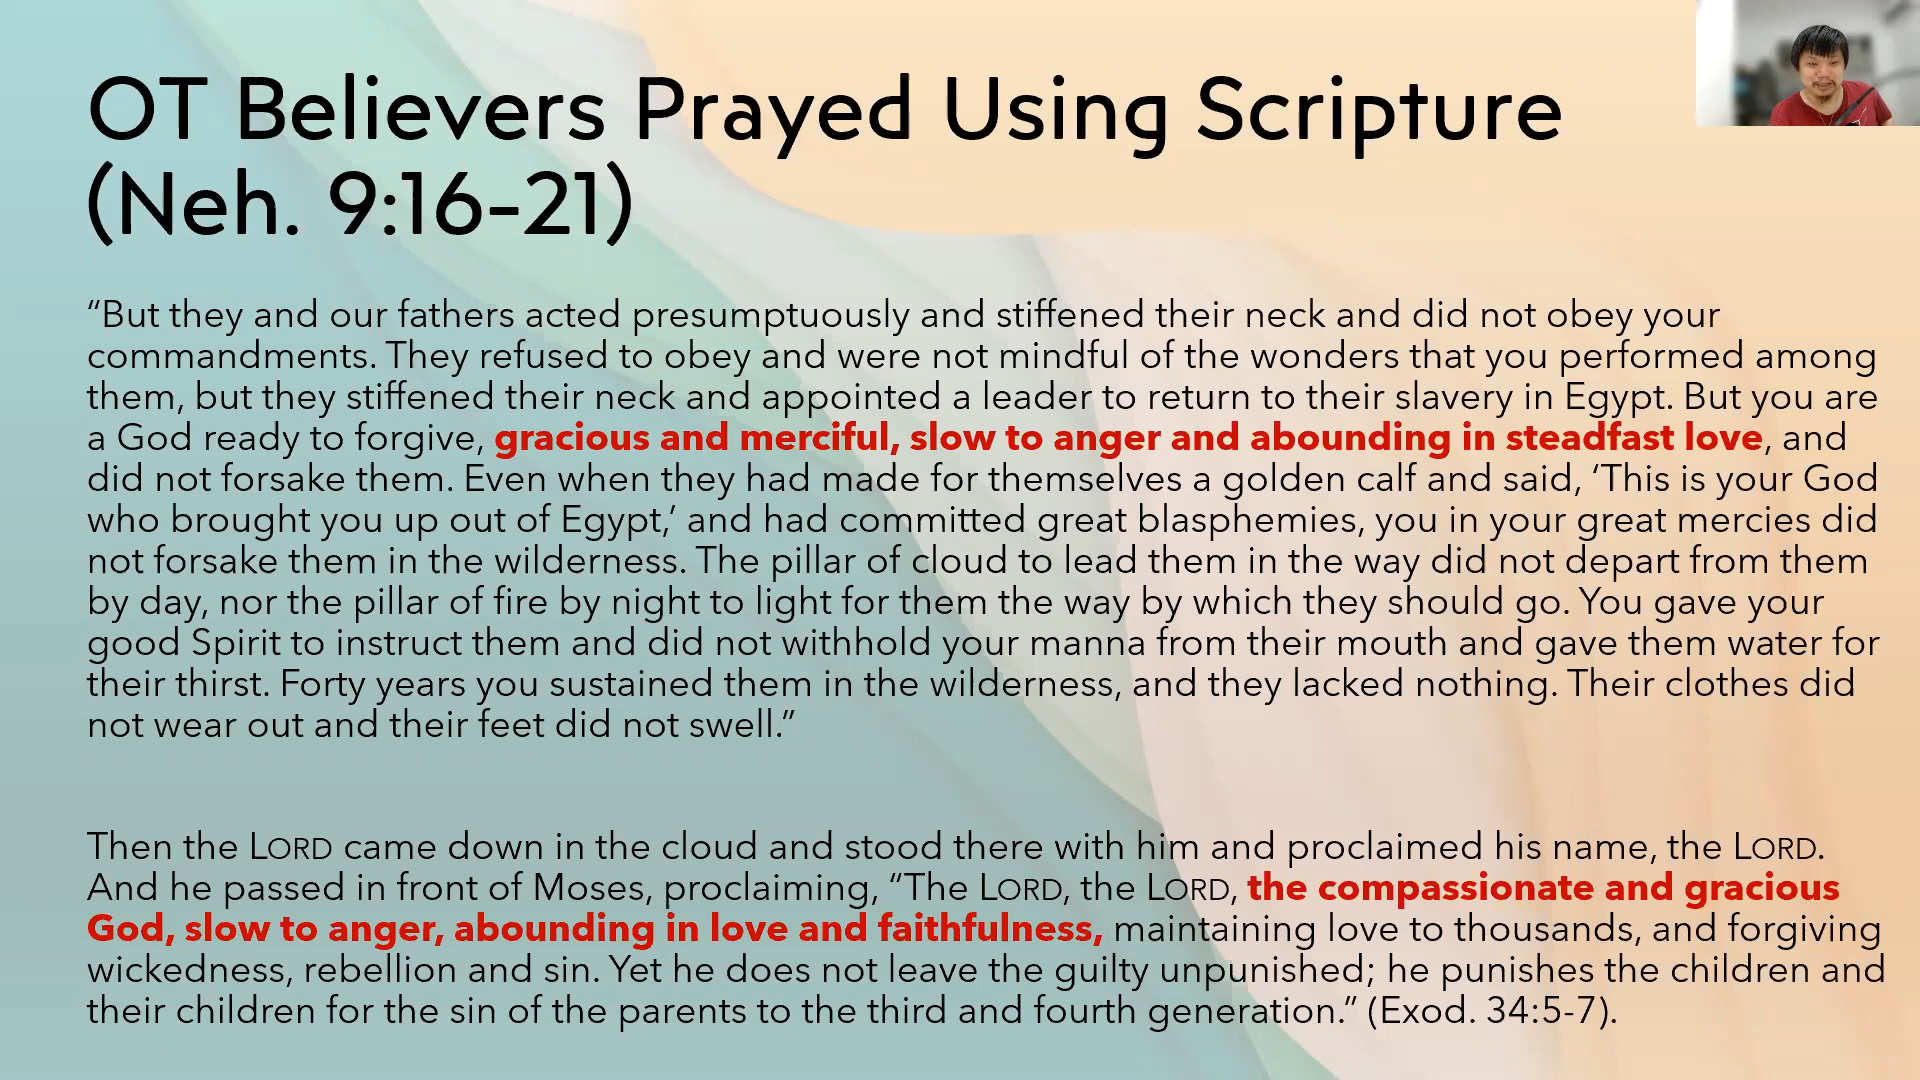 OT Believers Prayed Using Scripture
(Neh. 9:16-21)
“But they and our fathers acted presumptuously and stiffened their neck and did not obey your
commandments. They refused to obey and were not mindful of the wonders that you performed among
them, but they stiffened their neck and appointed a leader to return to their slavery in Egypt. But you are
a God ready to forgive, gracious and merciful, slow to anger and abounding in steadfast love, and
did not forsake them. Even when they had made for themselves a golden calf and said, ‘This is your God
who brought you up out of Egypt,’ and had committed great blasphemies, you in your great mercies did
not forsake them in the wilderness. The pillar of cloud to lead them in the way did not depart from them
by day, nor the pillar of fire by night to light for them the way by which they should go. You gave your
good Spirit to instruct them and did not withhold your manna from their mouth and gave them water for
their thirst. Forty years you sustained them in the wilderness, and they lacked nothing. Their clothes did
not wear out and their feet did not swell.”
Then the LORD came down in the cloud and stood there with him and proclaimed his name, the LORD.
And he passed in front of Moses, proclaiming, “The LORD, the LORD, the compassionate and gracious
God, slow to anger, abounding in love and faithfulness, maintaining love to thousands, and forgiving
wickedness, rebellion and sin. Yet he does not leave the guilty unpunished; he punishes the children and
their children for the sin of the parents to the third and fourth generation.” (Exod. 34:5-7).